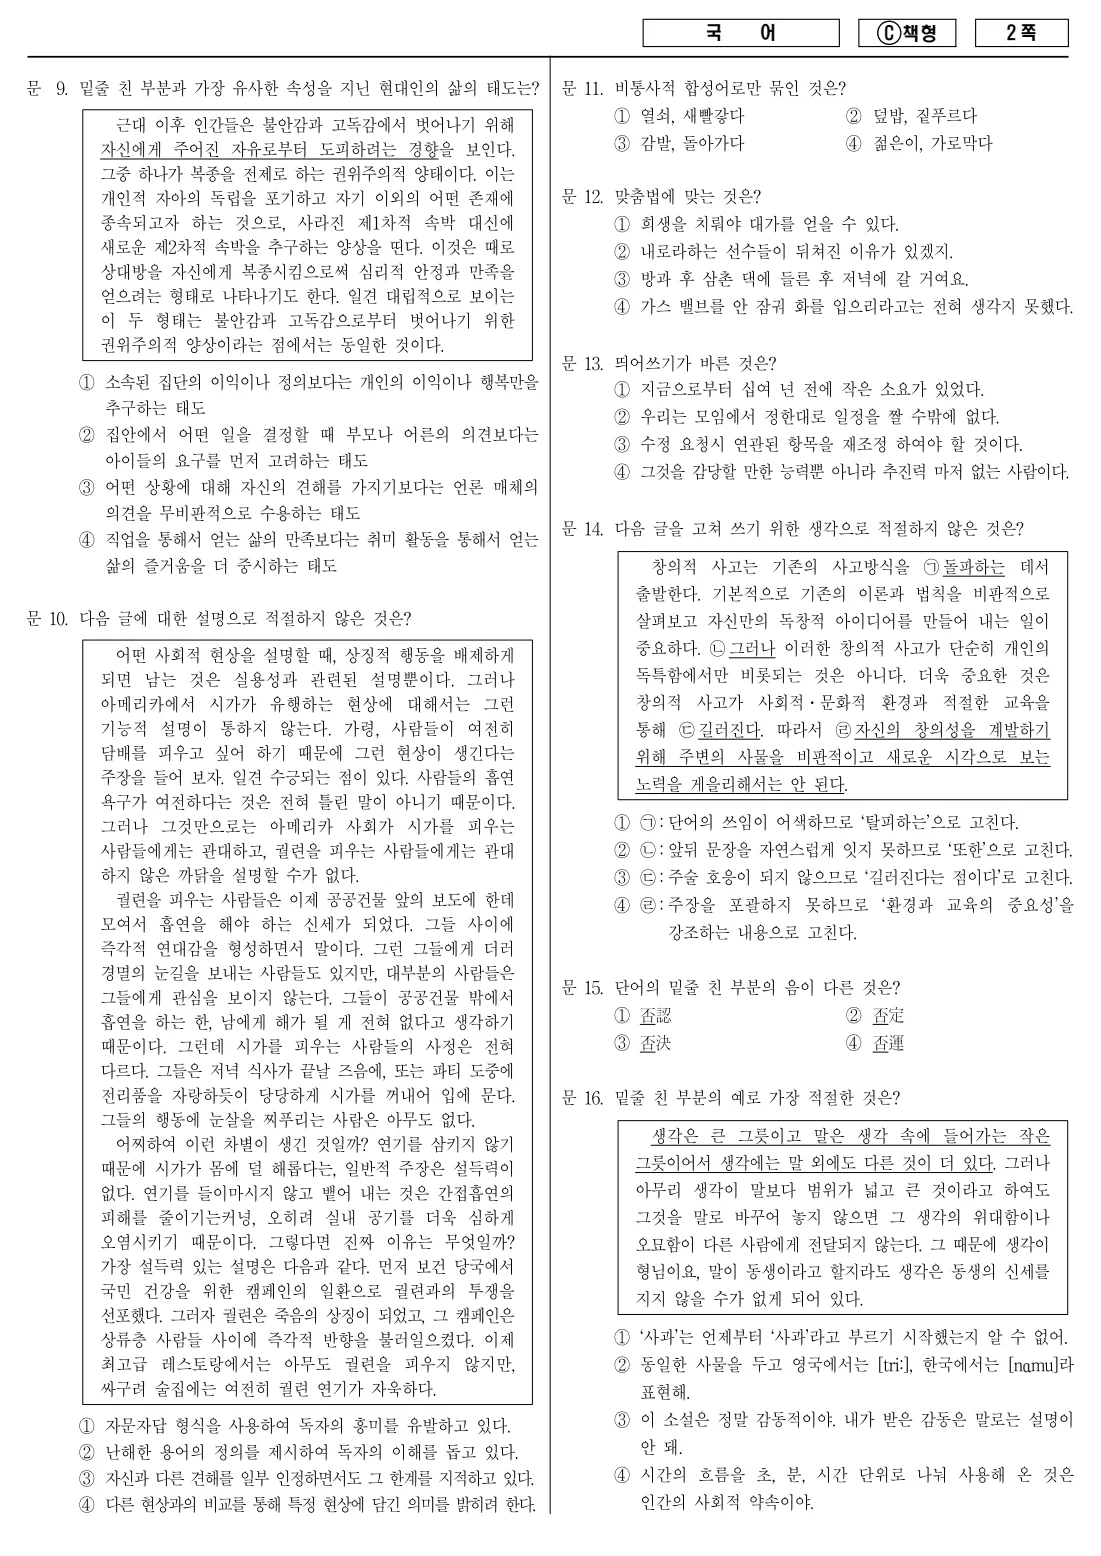 국 어
Ⓒ책형
2쪽
문 9. 밑줄 친 부분과 가장 유사한 속성을 지닌 현대인의 삶의 태도는?
근대 이후 인간들은 불안감과 고독감에서 벗어나기 위해
자신에게 주어진 자유로부터 도피하려는 경향을 보인다.
그중 하나가 복종을 전제로 하는 권위주의적 양태이다. 이는
개인적 자아의 독립을 포기하고 자기 이외의 어떤 존재에
종속되고자 하는 것으로, 사라진 제1차적 속박 대신에
새로운 제2차적 속박을 추구하는 양상을 띤다. 이것은 때로
상대방을 자신에게 복종시킴으로써 심리적 안정과 만족을
얻으려는 형태로 나타나기도 한다. 일견 대립적으로 보이는
이 두 형태는 불안감과 고독감으로부터 벗어나기 위한
권위주의적 양상이라는 점에서는 동일한 것이다.
① 소속된 집단의 이익이나 정의보다는 개인의 이익이나 행복만을
추구하는 태도
② 집안에서 어떤 일을 결정할 때 부모나 어른의 의견보다는
아이들의 요구를 먼저 고려하는 태도
③ 어떤 상황에 대해 자신의 견해를 가지기보다는 언론 매체의
의견을 무비판적으로 수용하는 태도
④ 직업을 통해서 얻는 삶의 만족보다는 취미 활동을 통해서 얻는
삶의 즐거움을 더 중시하는 태도
문 10. 다음 글에 대한 설명으로 적절하지 않은 것은?
어떤 사회적 현상을 설명할 때, 상징적 행동을 배제하게
되면 남는 것은 실용성과 관련된 설명뿐이다. 그러나
아메리카에서 시가가 유행하는 현상에 대해서는 그런
기능적 설명이 통하지 않는다. 가령, 사람들이 여전히
담배를 피우고 싶어 하기 때문에 그런 현상이 생긴다는
주장을 들어 보자. 일견 수긍되는 점이 있다. 사람들의 흡연
욕구가 여전하다는 것은 전혀 틀린 말이 아니기 때문이다.
그러나 그것만으로는 아메리카 사회가 시가를 피우는
사람들에게는 관대하고, 궐련을 피우는 사람들에게는 관대
하지 않은 까닭을 설명할 수가 없다.
궐련을 피우는 사람들은 이제 공공건물 앞의 보도에 한데
모여서 흡연을 해야 하는 신세가 되었다. 그들 사이에
즉각적 연대감을 형성하면서 말이다. 그런 그들에게 더러
경멸의 눈길을 보내는 사람들도 있지만, 대부분의 사람들은
그들에게 관심을 보이지 않는다. 그들이 공공건물 밖에서
흡연을 하는 한, 남에게 해가 될 게 전혀 없다고 생각하기
때문이다. 그런데 시가를 피우는 사람들의 사정은 전혀
다르다. 그들은 저녁 식사가 끝날 즈음에, 또는 파티 도중에
전리품을 자랑하듯이 당당하게 시가를 꺼내어 입에 문다.
그들의 행동에 눈살을 찌푸리는 사람은 아무도 없다.
어찌하여 이런 차별이 생긴 것일까? 연기를 삼키지 않기
때문에 시가가 몸에 덜 해롭다는, 일반적 주장은 설득력이
없다. 연기를 들이마시지 않고 뱉어 내는 것은 간접흡연의
피해를 줄이기는커녕, 오히려 실내 공기를 더욱 심하게
오염시키기 때문이다. 그렇다면 진짜 이유는 무엇일까?
가장 설득력 있는 설명은 다음과 같다. 먼저 보건 당국에서
국민 건강을 위한 캠페인의 일환으로 궐련과의 투쟁을
선포했다. 그러자 궐련은 죽음의 상징이 되었고, 그 캠페인은
상류층 사람들 사이에 즉각적 반향을 불러일으켰다. 이제
최고급 레스토랑에서는 아무도 궐련을 피우지 않지만,
싸구려 술집에는 여전히 궐련 연기가 자욱하다.
① 자문자답 형식을 사용하여 독자의 흥미를 유발하고 있다.
② 난해한 용어의 정의를 제시하여 독자의 이해를 돕고 있다.
③ 자신과 다른 견해를 일부 인정하면서도 그 한계를 지적하고 있다.
④ 다른 현상과의 비교를 통해 특정 현상에 담긴 의미를 밝히려 한다.
문 11. 비통사적 합성어로만 묶인 것은?
① 열쇠, 새빨갛다 ② 덮밥, 짙푸르다
③ 감발, 돌아가다 ④ 젊은이, 가로막다
문 12. 맞춤법에 맞는 것은?
① 희생을 치뤄야 대가를 얻을 수 있다.
② 내로라하는 선수들이 뒤쳐진 이유가 있겠지.
③ 방과 후 삼촌 댁에 들른 후 저녁에 갈 거여요.
④ 가스 밸브를 안 잠궈 화를 입으리라고는 전혀 생각지 못했다.
문 13. 띄어쓰기가 바른 것은?
① 지금으로부터 십여 년 전에 작은 소요가 있었다.
② 우리는 모임에서 정한대로 일정을 짤 수밖에 없다.
③ 수정 요청시 연관된 항목을 재조정 하여야 할 것이다.
④ 그것을 감당할 만한 능력뿐 아니라 추진력 마저 없는 사람이다.
문 14. 다음 글을 고쳐 쓰기 위한 생각으로 적절하지 않은 것은?
창의적 사고는 기존의 사고방식을 ㉠돌파하는 데서
출발한다. 기본적으로 기존의 이론과 법칙을 비판적으로
살펴보고 자신만의 독창적 아이디어를 만들어 내는 일이
중요하다. ㉡그러나 이러한 창의적 사고가 단순히 개인의
독특함에서만 비롯되는 것은 아니다. 더욱 중요한 것은
창의적 사고가 사회적·문화적 환경과 적절한 교육을
통해 ㉢길러진다. 따라서 ㉣자신의 창의성을 계발하기
위해 주변의 사물을 비판적이고 새로운 시각으로 보는
노력을 게을리해서는 안 된다.
① ㉠: 단어의 쓰임이 어색하므로 ‘탈피하는’으로 고친다.
② ㉡: 앞뒤 문장을 자연스럽게 잇지 못하므로 ‘또한’으로 고친다.
③ ㉢: 주술 호응이 되지 않으므로 ‘길러진다는 점이다’로 고친다.
④ ㉣: 주장을 포괄하지 못하므로 ‘환경과 교육의 중요성’을
강조하는 내용으로 고친다.
문 15. 단어의 밑줄 친 부분의 음이 다른 것은?
① 否認 ② 否定
③ 否決 ④ 否運
문 16. 밑줄 친 부분의 예로 가장 적절한 것은?
생각은 큰 그릇이고 말은 생각 속에 들어가는 작은
그릇이어서 생각에는 말 외에도 다른 것이 더 있다. 그러나
아무리 생각이 말보다 범위가 넓고 큰 것이라고 하여도
그것을 말로 바꾸어 놓지 않으면 그 생각의 위대함이나
오묘함이 다른 사람에게 전달되지 않는다. 그 때문에 생각이
형님이요, 말이 동생이라고 할지라도 생각은 동생의 신세를
지지 않을 수가 없게 되어 있다.
① ‘사과’는 언제부터 ‘사과’라고 부르기 시작했는지 알 수 없어.
② 동일한 사물을 두고 영국에서는 [tri:], 한국에서는 [namu]라
표현해.
③ 이 소설은 정말 감동적이야. 내가 받은 감동은 말로는 설명이
안 돼.
④ 시간의 흐름을 초, 분, 시간 단위로 나눠 사용해 온 것은
인간의 사회적 약속이야.